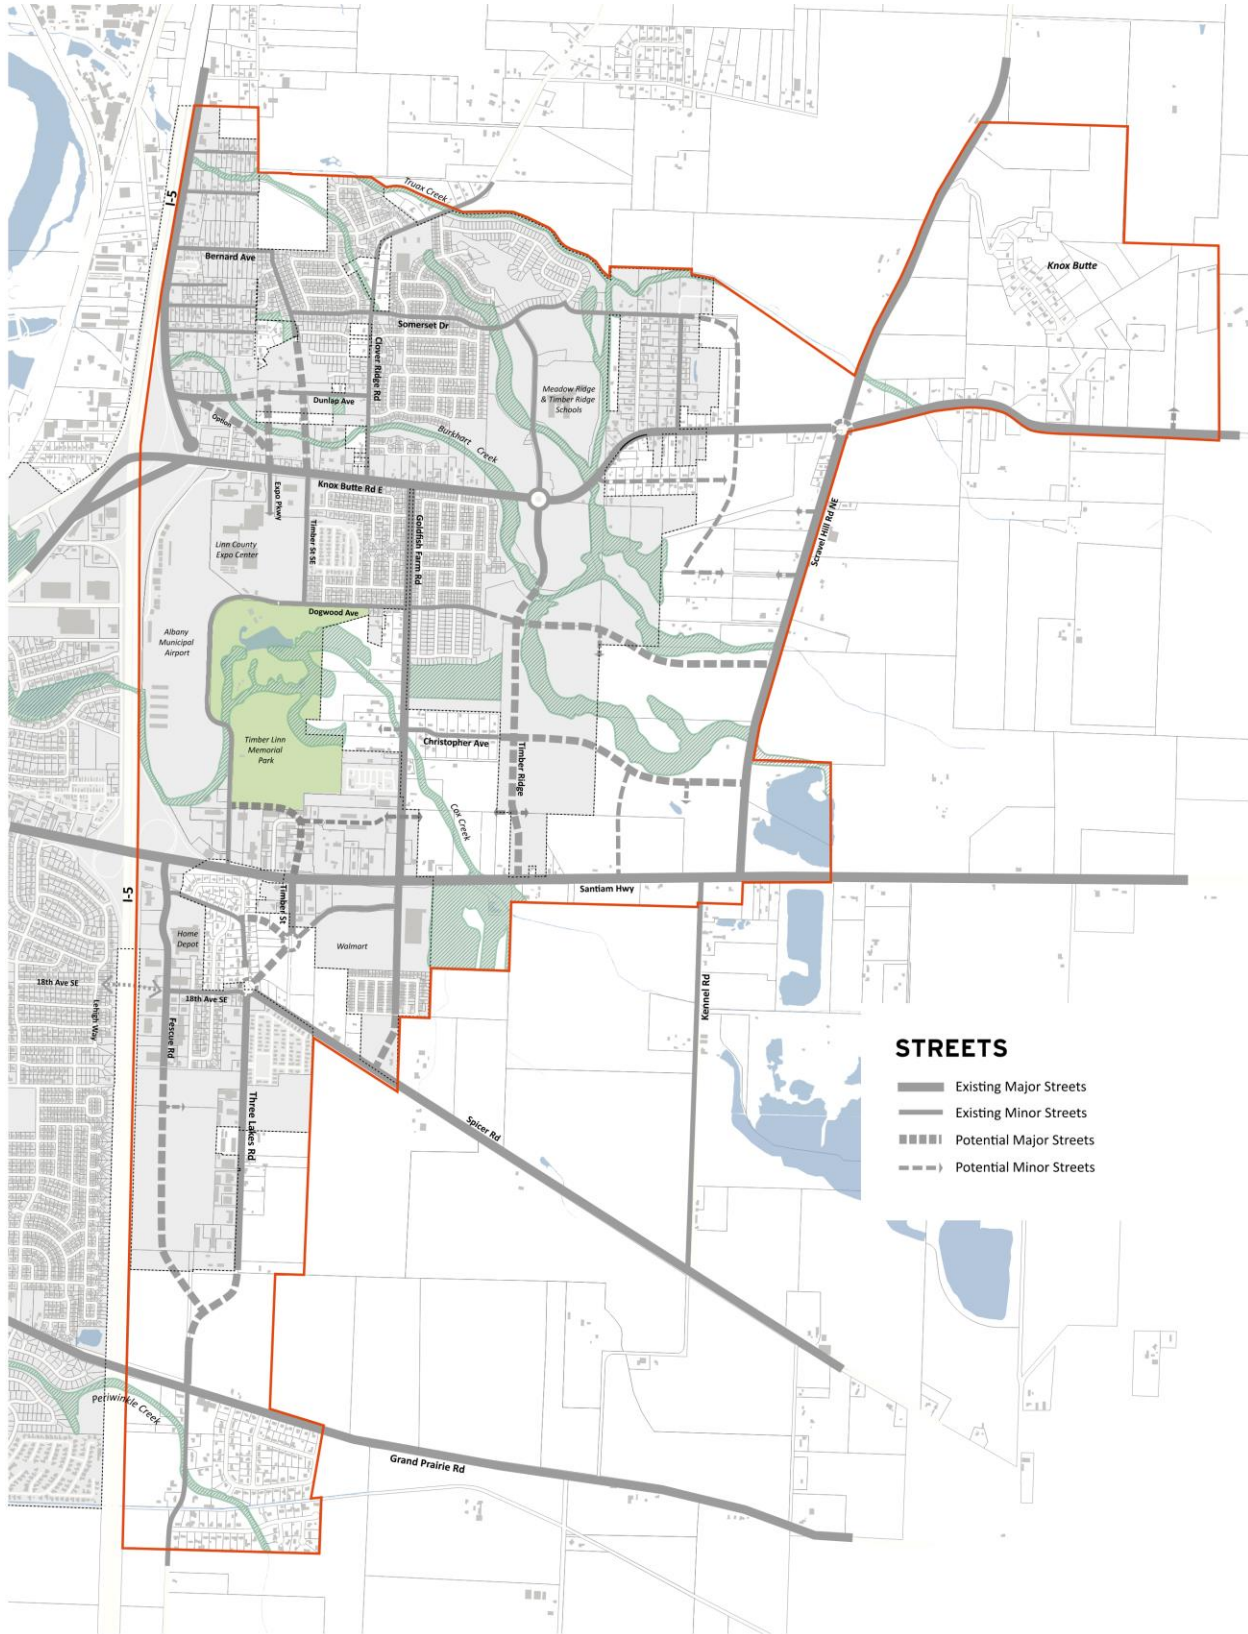 Truax Creek
I-5
Bernard Ave
Knox Butte
Somerset Dr
Clover Ridge Rd
Meadow Ridge
& Timber Ridge
Schools
Dunlap Ave
Option
Burkhart
Creek
Knox Butte Rd E
Expo Pkwy
Goldfish Farm Rd
Timber St SE
Linn County
Expo Center
Scravel Hill Rd NE
Dogwood Ave
Albany
Municipal
Airport
Timber Linn
Memorial
Park
Christopher Ave
Timber Ridge
Cox Creek
I-5
Santiam Hwy
Timber St
Home
Depot
Walmart
18th Ave SE
18th Ave SE
Lehigh Way
Fescue Rd
Kennel Rd
STREETS
Existing Major Streets
Existing Minor Streets
Potential Major Streets
Potential Minor Streets
Three Lakes Rd
Spicer Rd
Periwinkle Creek
Grand Prairie Rd